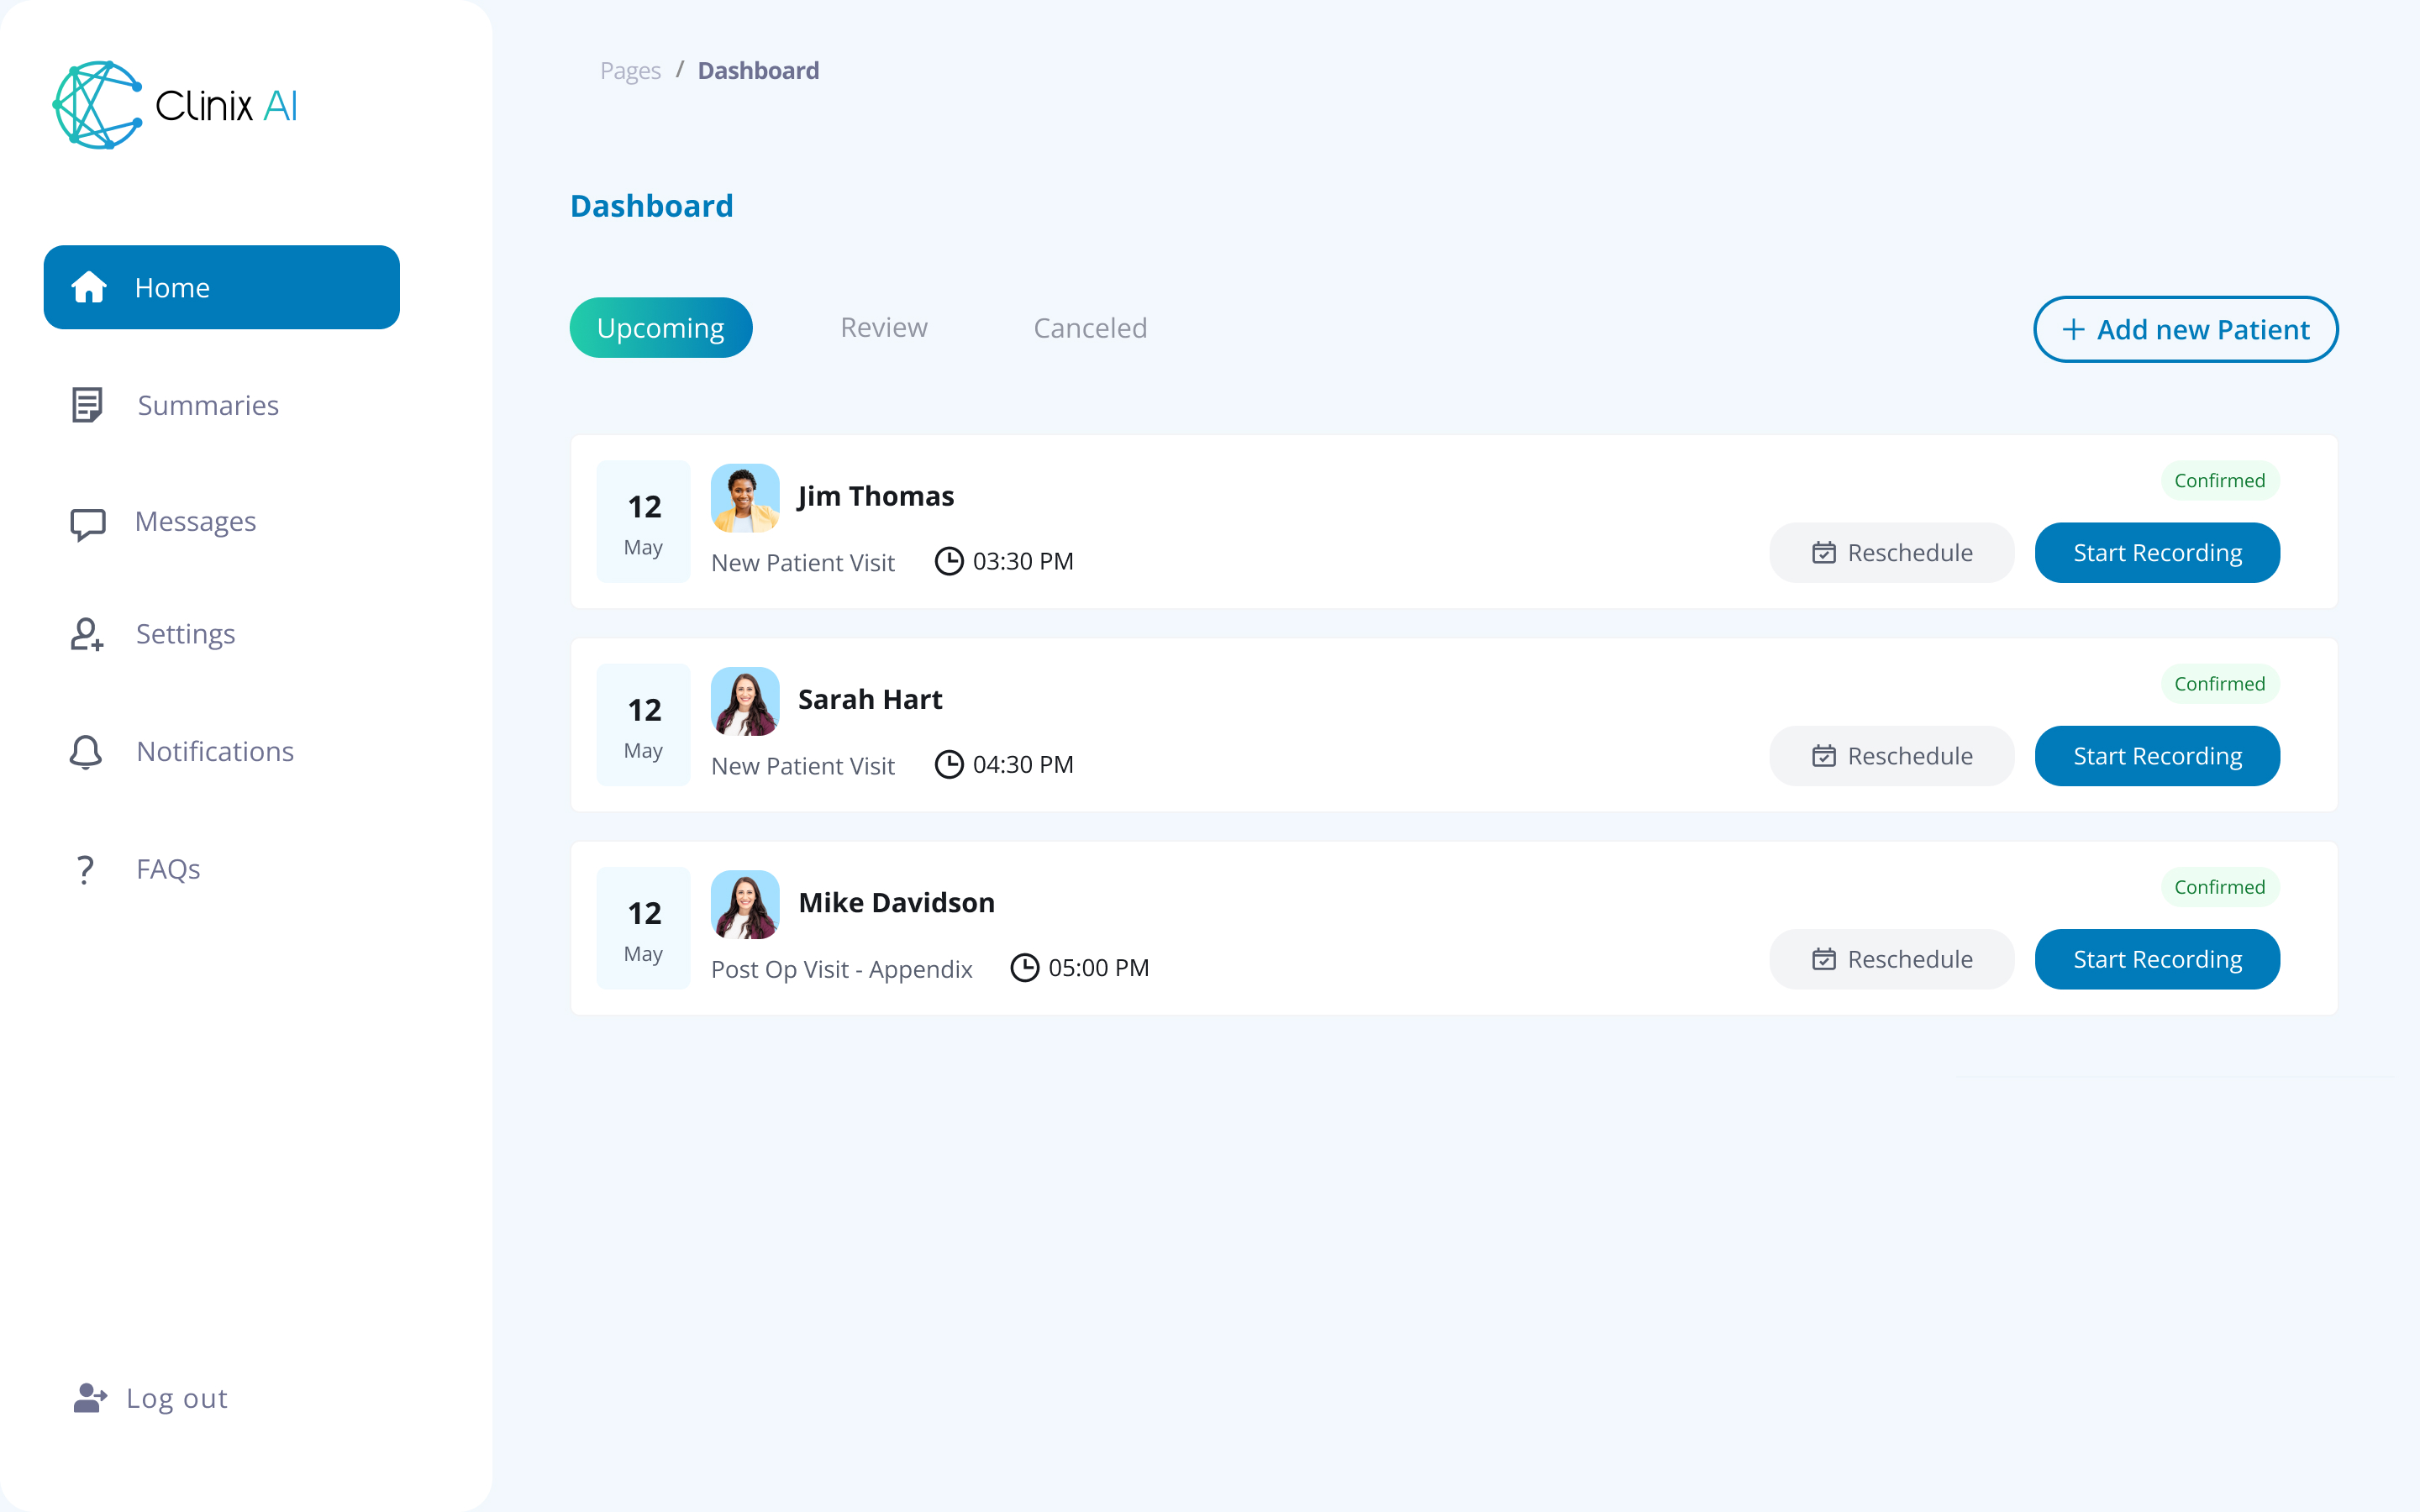 Clinix AI
Pages / Dashboard
Dashboard
Home
Summaries
Messages
Settings
Notifications
FAQs
Log out
Upcoming
Review
Canceled
+ Add new Patient
12
May
Jim Thomas
New Patient Visit
03:30 PM
Confirmed
Reschedule
Start Recording
12
May
Sarah Hart
New Patient Visit
04:30 PM
Confirmed
Reschedule
Start Recording
12
May
Mike Davidson
Post Op Visit - Appendix
05:00 PM
Confirmed
Reschedule
Start Recording